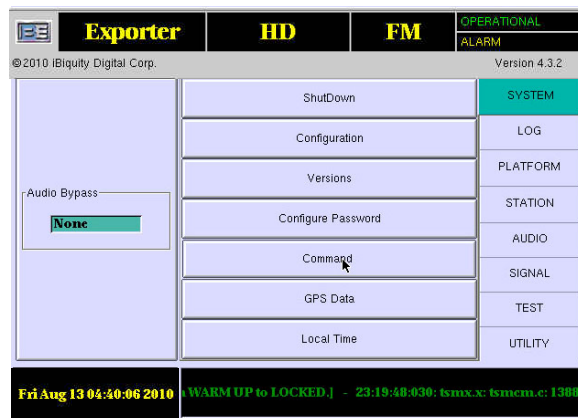 BE Exporter HD FM OPERATIONAL
ALARM
©2010 iBiquity Digital Corp. Version 4.3.2
ShutDown
Configuration
Versions
Configure Password
Command
GPS Data
Local Time
Audio Bypass
None
SYSTEM
LOG
PLATFORM
STATION
AUDIO
SIGNAL
TEST
UTILITY
Fri Aug 13 04:40:06 2010 WARM UP to LOCKED.] - 23:19:48:030: tsmx.x: tsmcm.c: 1388